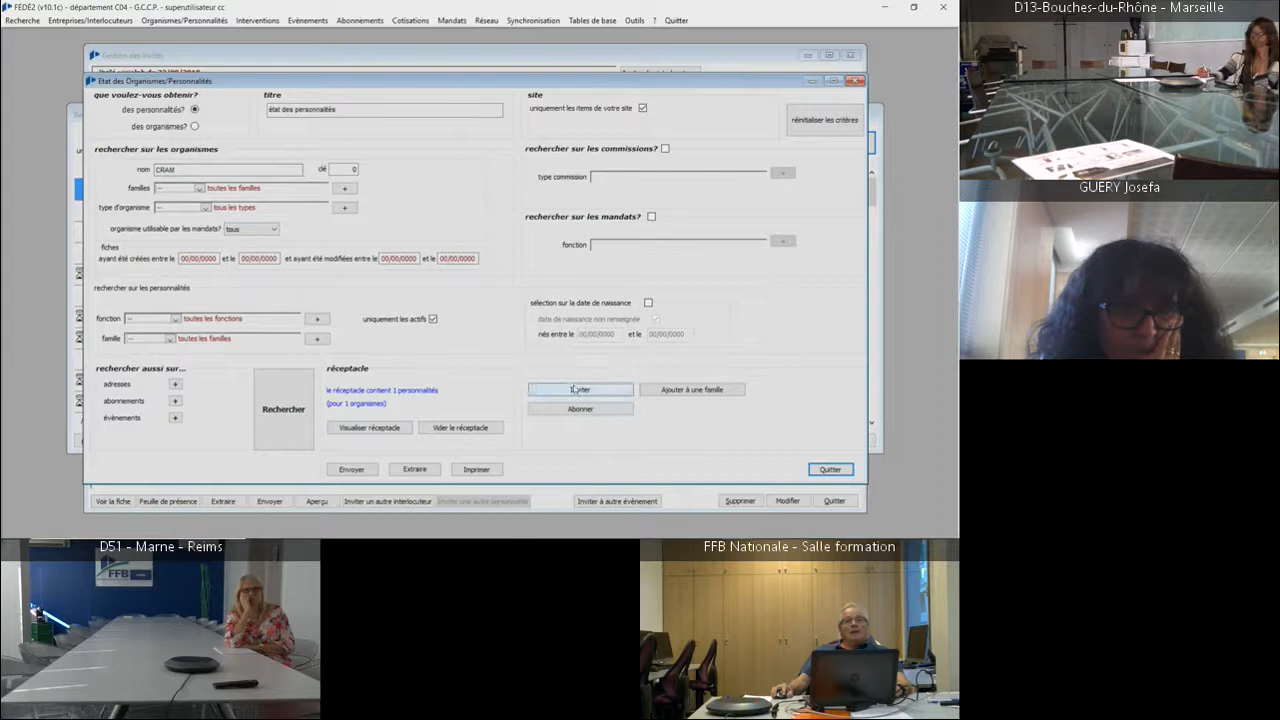 FÉDÉ2 (v10.1c) - département C04 - G.C.C.P. - superutilisateur cc
Recherche Entreprises/Interlocuteurs Organismes/Personnalités Interventions Evènements Abonnements Cotisations Mandats Réseau Synchronisation Tables de base Outils ? Quitter
Gestion des invités
Etat des Organismes/Personnalités
que voulez-vous obtenir?
des personnalités?
des organismes?
titre
état des personnalités
site
uniquement les items de votre site
réinitialiser les critères
rechercher sur les organismes
nom CRAM clé 0
familles -- toutes les familles +
type d'organisme -- tous les types +
organisme utilisable par les mandats? tous
fiches
ayant été créées entre le 00/00/0000 et le 00/00/0000 et ayant été modifiées entre le 00/00/0000 et le 00/00/0000
rechercher sur les commissions?
type commission +
rechercher sur les mandats?
fonction +
rechercher sur les personnalités
fonction -- toutes les fonctions + uniquement les actifs
famille -- toutes les familles +
sélection sur la date de naissance
date de naissance non renseignée
nés entre le 00/00/0000 et le 00/00/0000
rechercher aussi sur...
adresses +
abonnements +
évènements +
Rechercher
réceptacle
le réceptacle contient 1 personnalités
(pour 1 organismes)
Visualiser réceptacle Vider le réceptacle
Envoyer Extraire Imprimer
Inviter Ajouter à une famille
Abonner
Quitter
Voir la fiche Feuille de présence Extraire Envoyer Aperçu Inviter un autre interlocuteur Inviter une autre personnalité Inviter à autre évènement Supprimer Modifier Quitter
D13-Bouches-du-Rhône - Marseille
GUERY Josefa
D51 - Marne - Reims
FFB
FFB Nationale - Salle formation